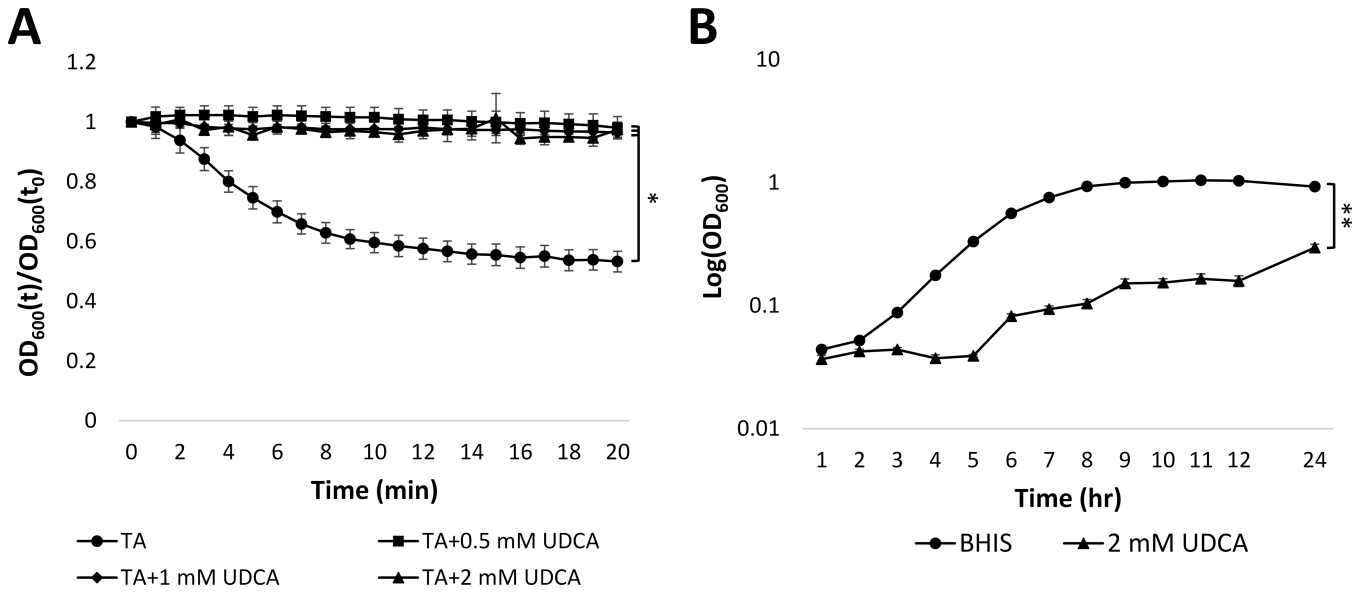 A
OD600(t)/OD600(t0)
1.2
1
0.8
0.6
0.4
0.2
0
0 2 4 6 8 10 12 14 16 18 20
Time (min)
*
TA
TA+0.5 mM UDCA
TA+1 mM UDCA
TA+2 mM UDCA
B
Log(OD600)
10
1
0.1
0.01
1 2 3 4 5 6 7 8 9 10 11 12 24
Time (hr)
**
BHIS
2 mM UDCA